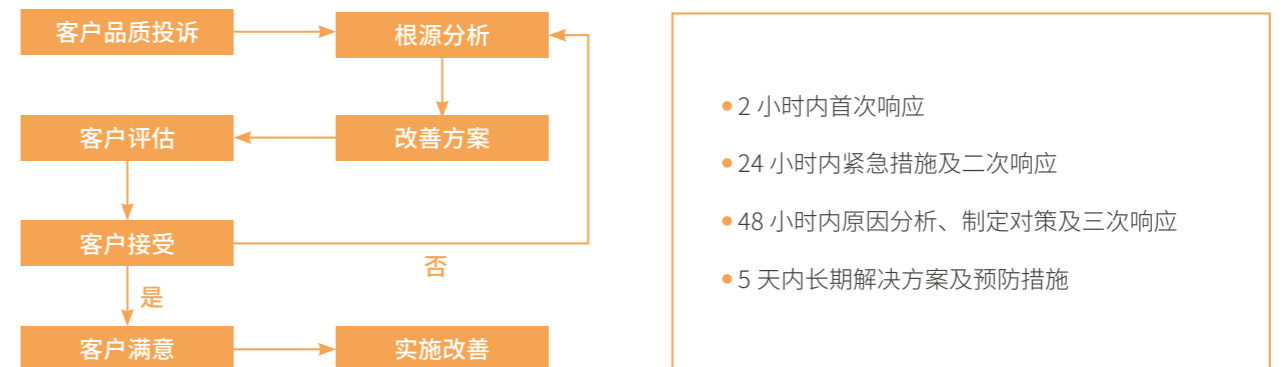 客户品质投诉
根源分析
客户评估
改善方案
客户接受
否
是
客户满意
实施改善
2 小时内首次响应
24 小时内紧急措施及二次响应
48 小时内原因分析、制定对策及三次响应
5 天内长期解决方案及预防措施